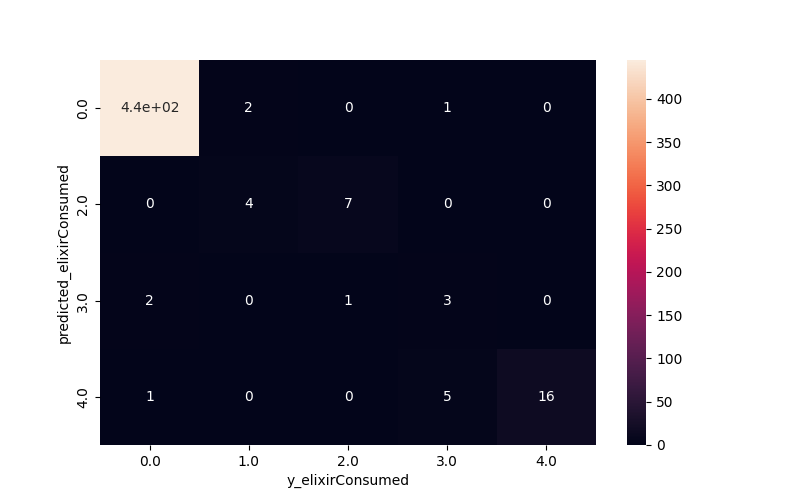 0.0 4.4e+02 2 0 1 0
2.0 0 4 7 0 0
3.0 2 0 1 3 0
4.0 1 0 0 5 16
0.0 1.0 2.0 3.0 4.0
y_elixirConsumed
predicted_elixirConsumed
400
350
300
250
200
150
100
50
0